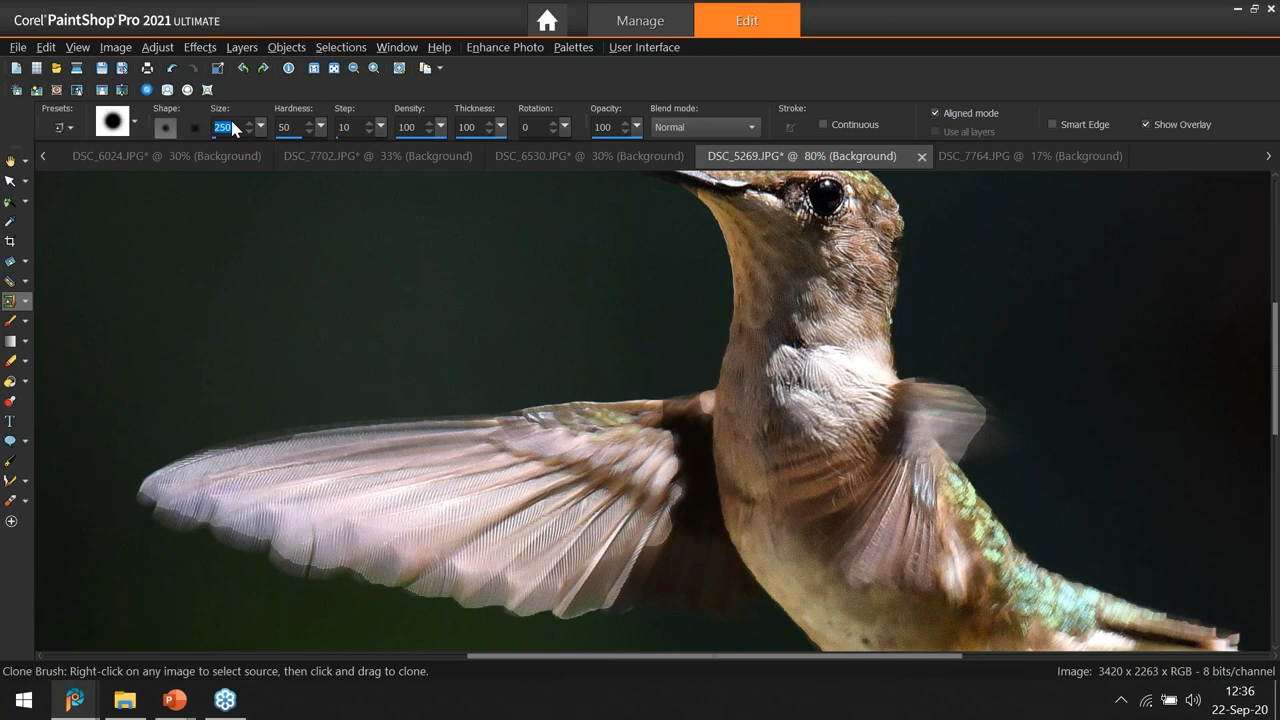 Corel® PaintShop® Pro 2021 ULTIMATE
Manage
Edit
File Edit View Image Adjust Effects Layers Objects Selections Window Help Enhance Photo Palettes User Interface
Presets: Shape: Size: Hardness: Step: Density: Thickness: Rotation: Opacity: Blend mode: Stroke:
Aligned mode
250 50 10 100 100 0 100 Normal Continuous Smart Edge Show Overlay
Use all layers
DSC_6024.JPG* @ 30% (Background) DSC_7702.JPG* @ 33% (Background) DSC_6530.JPG* @ 30% (Background) DSC_5269.JPG* @ 80% (Background) DSC_7764.JPG @ 17% (Background)
Clone Brush: Right-click on any image to select source, then click and drag to clone.
Image: 3420 x 2263 x RGB - 8 bits/channel
12:36
22-Sep-20